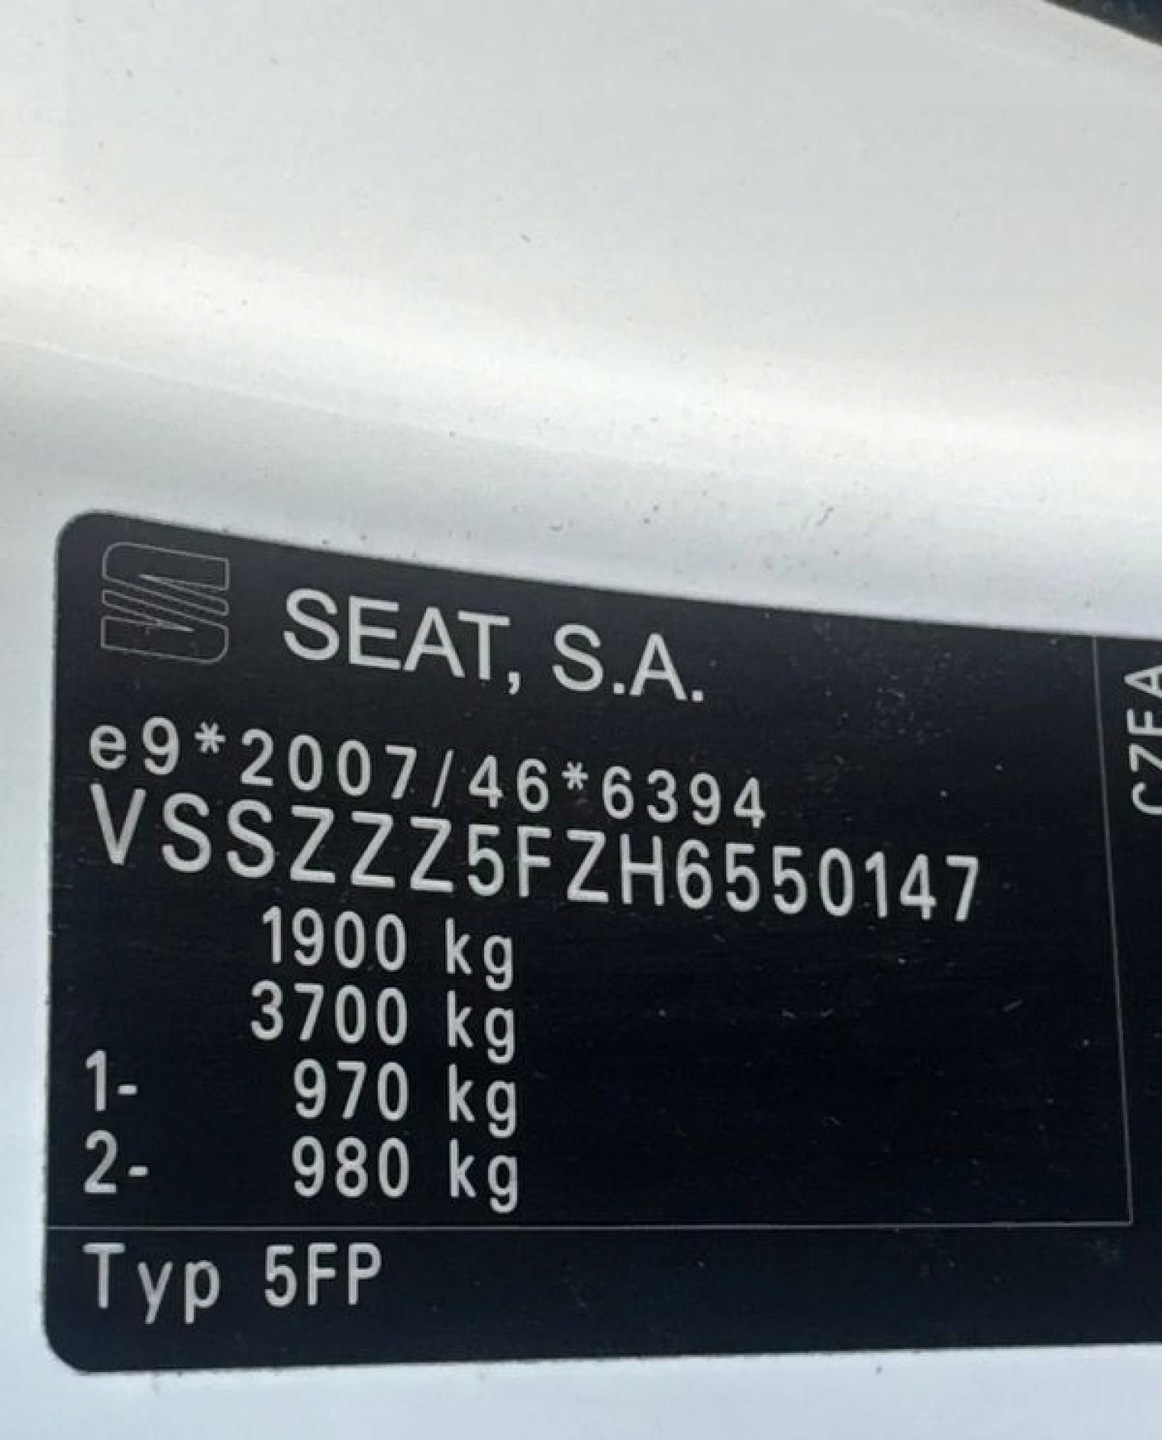 SEAT, S.A.
e9*2007/46*6394
VSSZZZ5FZH6550147
1900 kg
3700 kg
1- 970 kg
2- 980 kg
Typ 5FP
CZEA